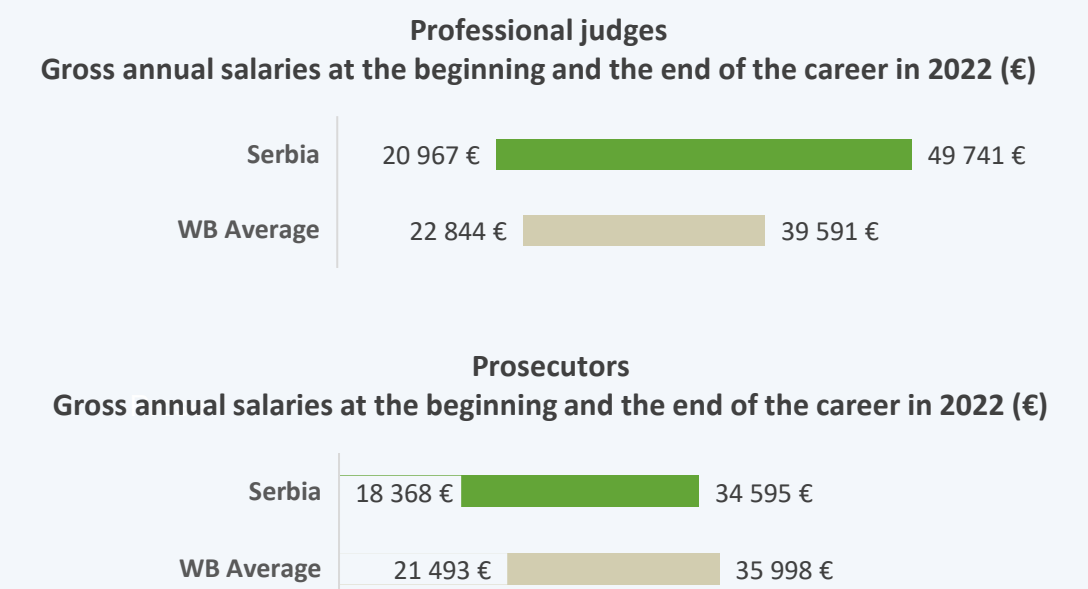 Professional judges
Gross annual salaries at the beginning and the end of the career in 2022 (€)
Serbia 20 967 € 49 741 €
WB Average 22 844 € 39 591 €
Prosecutors
Gross annual salaries at the beginning and the end of the career in 2022 (€)
Serbia 18 368 € 34 595 €
WB Average 21 493 € 35 998 €